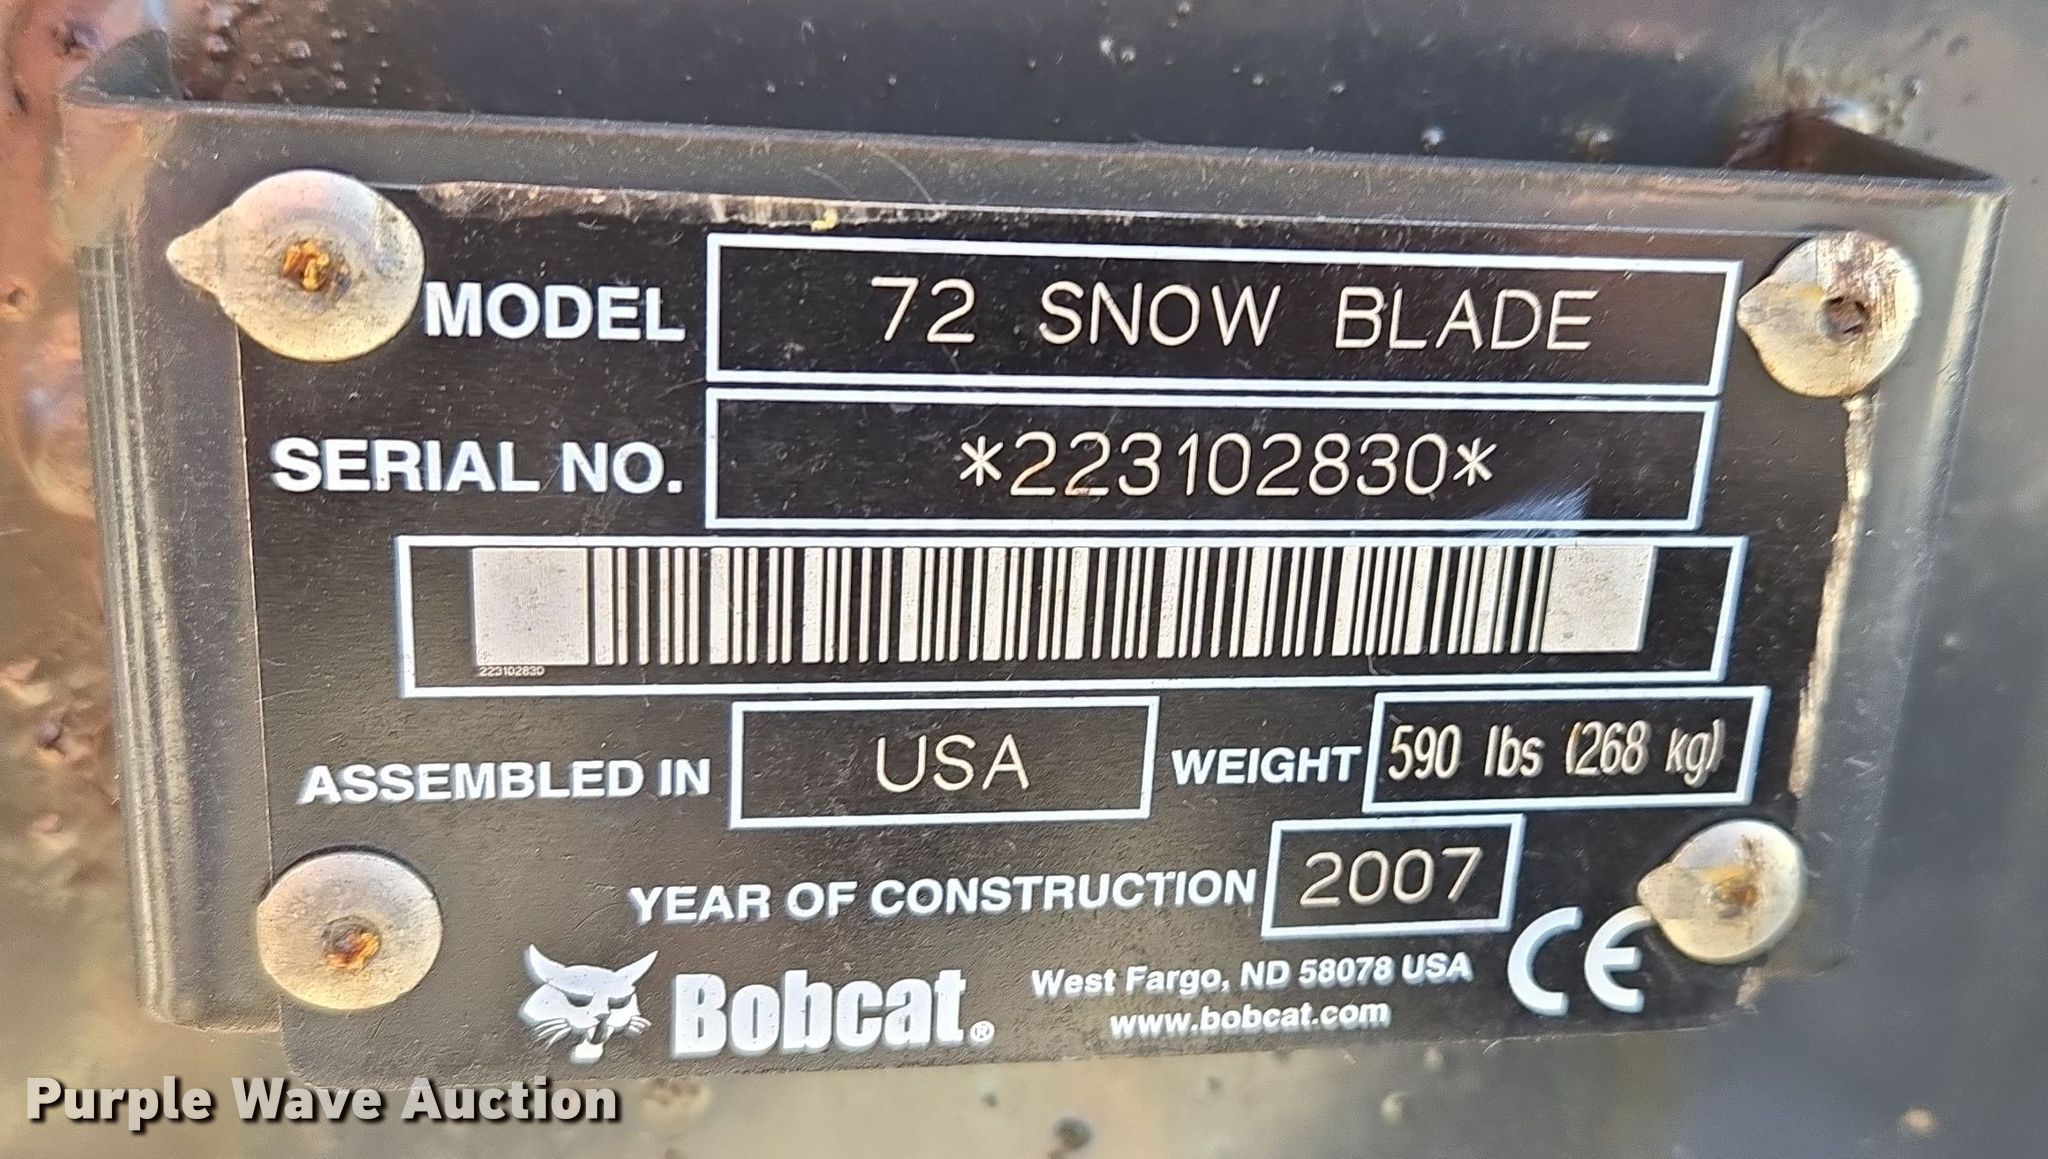 MODEL 72 SNOW BLADE
SERIAL NO. *223102830*
223102830
ASSEMBLED IN USA WEIGHT 590 lbs (268 kg)
YEAR OF CONSTRUCTION 2007
Bobcat® West Fargo, ND 58078 USA CE
www.bobcat.com
Purple Wave Auction